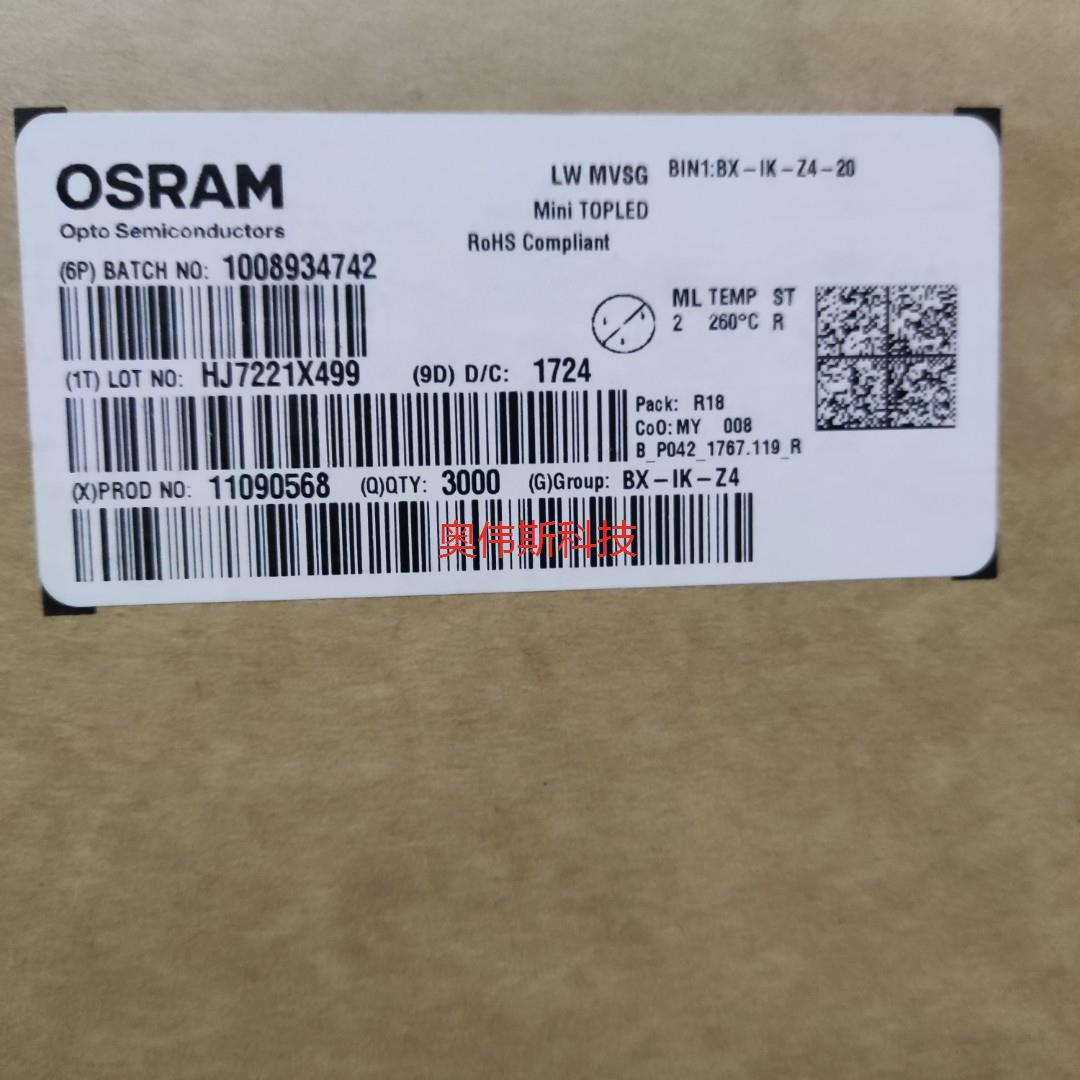 OSRAM
Opto Semiconductors
LW MVSG BIN1:BX-IK-Z4-20
Mini TOPLED
RoHS Compliant
(6P) BATCH NO: 1008934742
ML TEMP ST
2 260°C R
(1T) LOT NO: HJ7221X499 (9D) D/C: 1724
Pack: R18
CoO: MY 008
B_P042_1767.119_R
(X)PROD NO: 11090568 (Q)QTY: 3000 (G)Group: BX-IK-Z4
奥伟斯科技